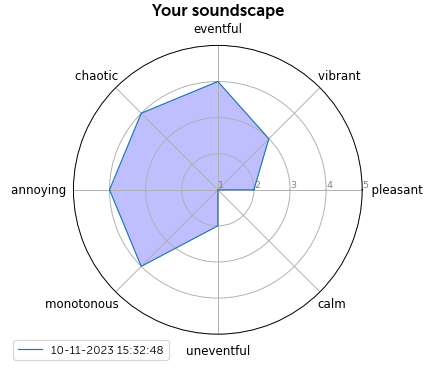 Your soundscape
eventful
chaotic
vibrant
annoying
1 2 3 4 5
pleasant
monotonous
calm
uneventful
10-11-2023 15:32:48